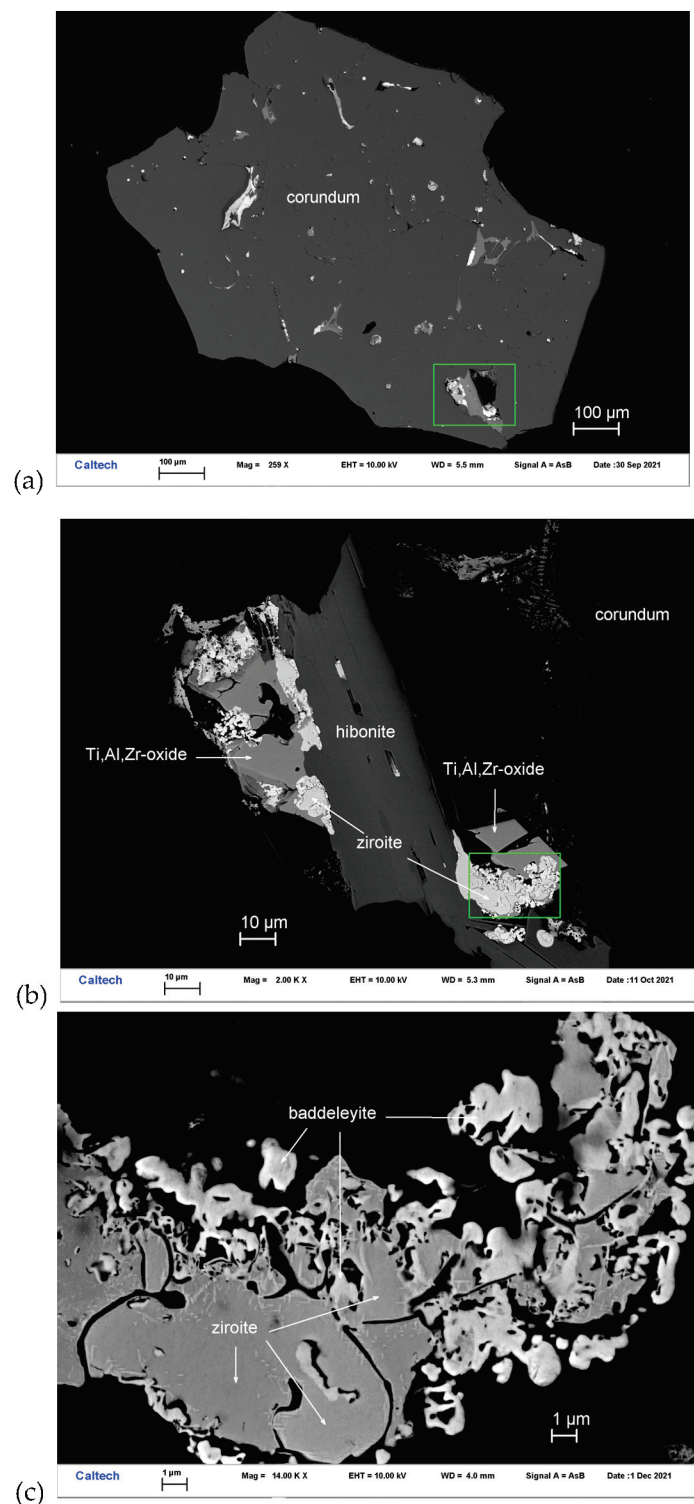 corundum
100 µm
(a)
Caltech 100 µm Mag = 259 X EHT = 10.00 kV WD = 5.5 mm Signal A = AsB Date :30 Sep 2021
corundum
hibonite
Ti,Al,Zr-oxide
Ti,Al,Zr-oxide
ziroite
10 µm
(b)
Caltech 10 µm Mag = 2.00 K X EHT = 10.00 kV WD = 5.3 mm Signal A = AsB Date :11 Oct 2021
baddeleyite
ziroite
1 µm
(c)
Caltech 1 µm Mag = 14.00 K X EHT = 10.00 kV WD = 4.0 mm Signal A = AsB Date :1 Dec 2021